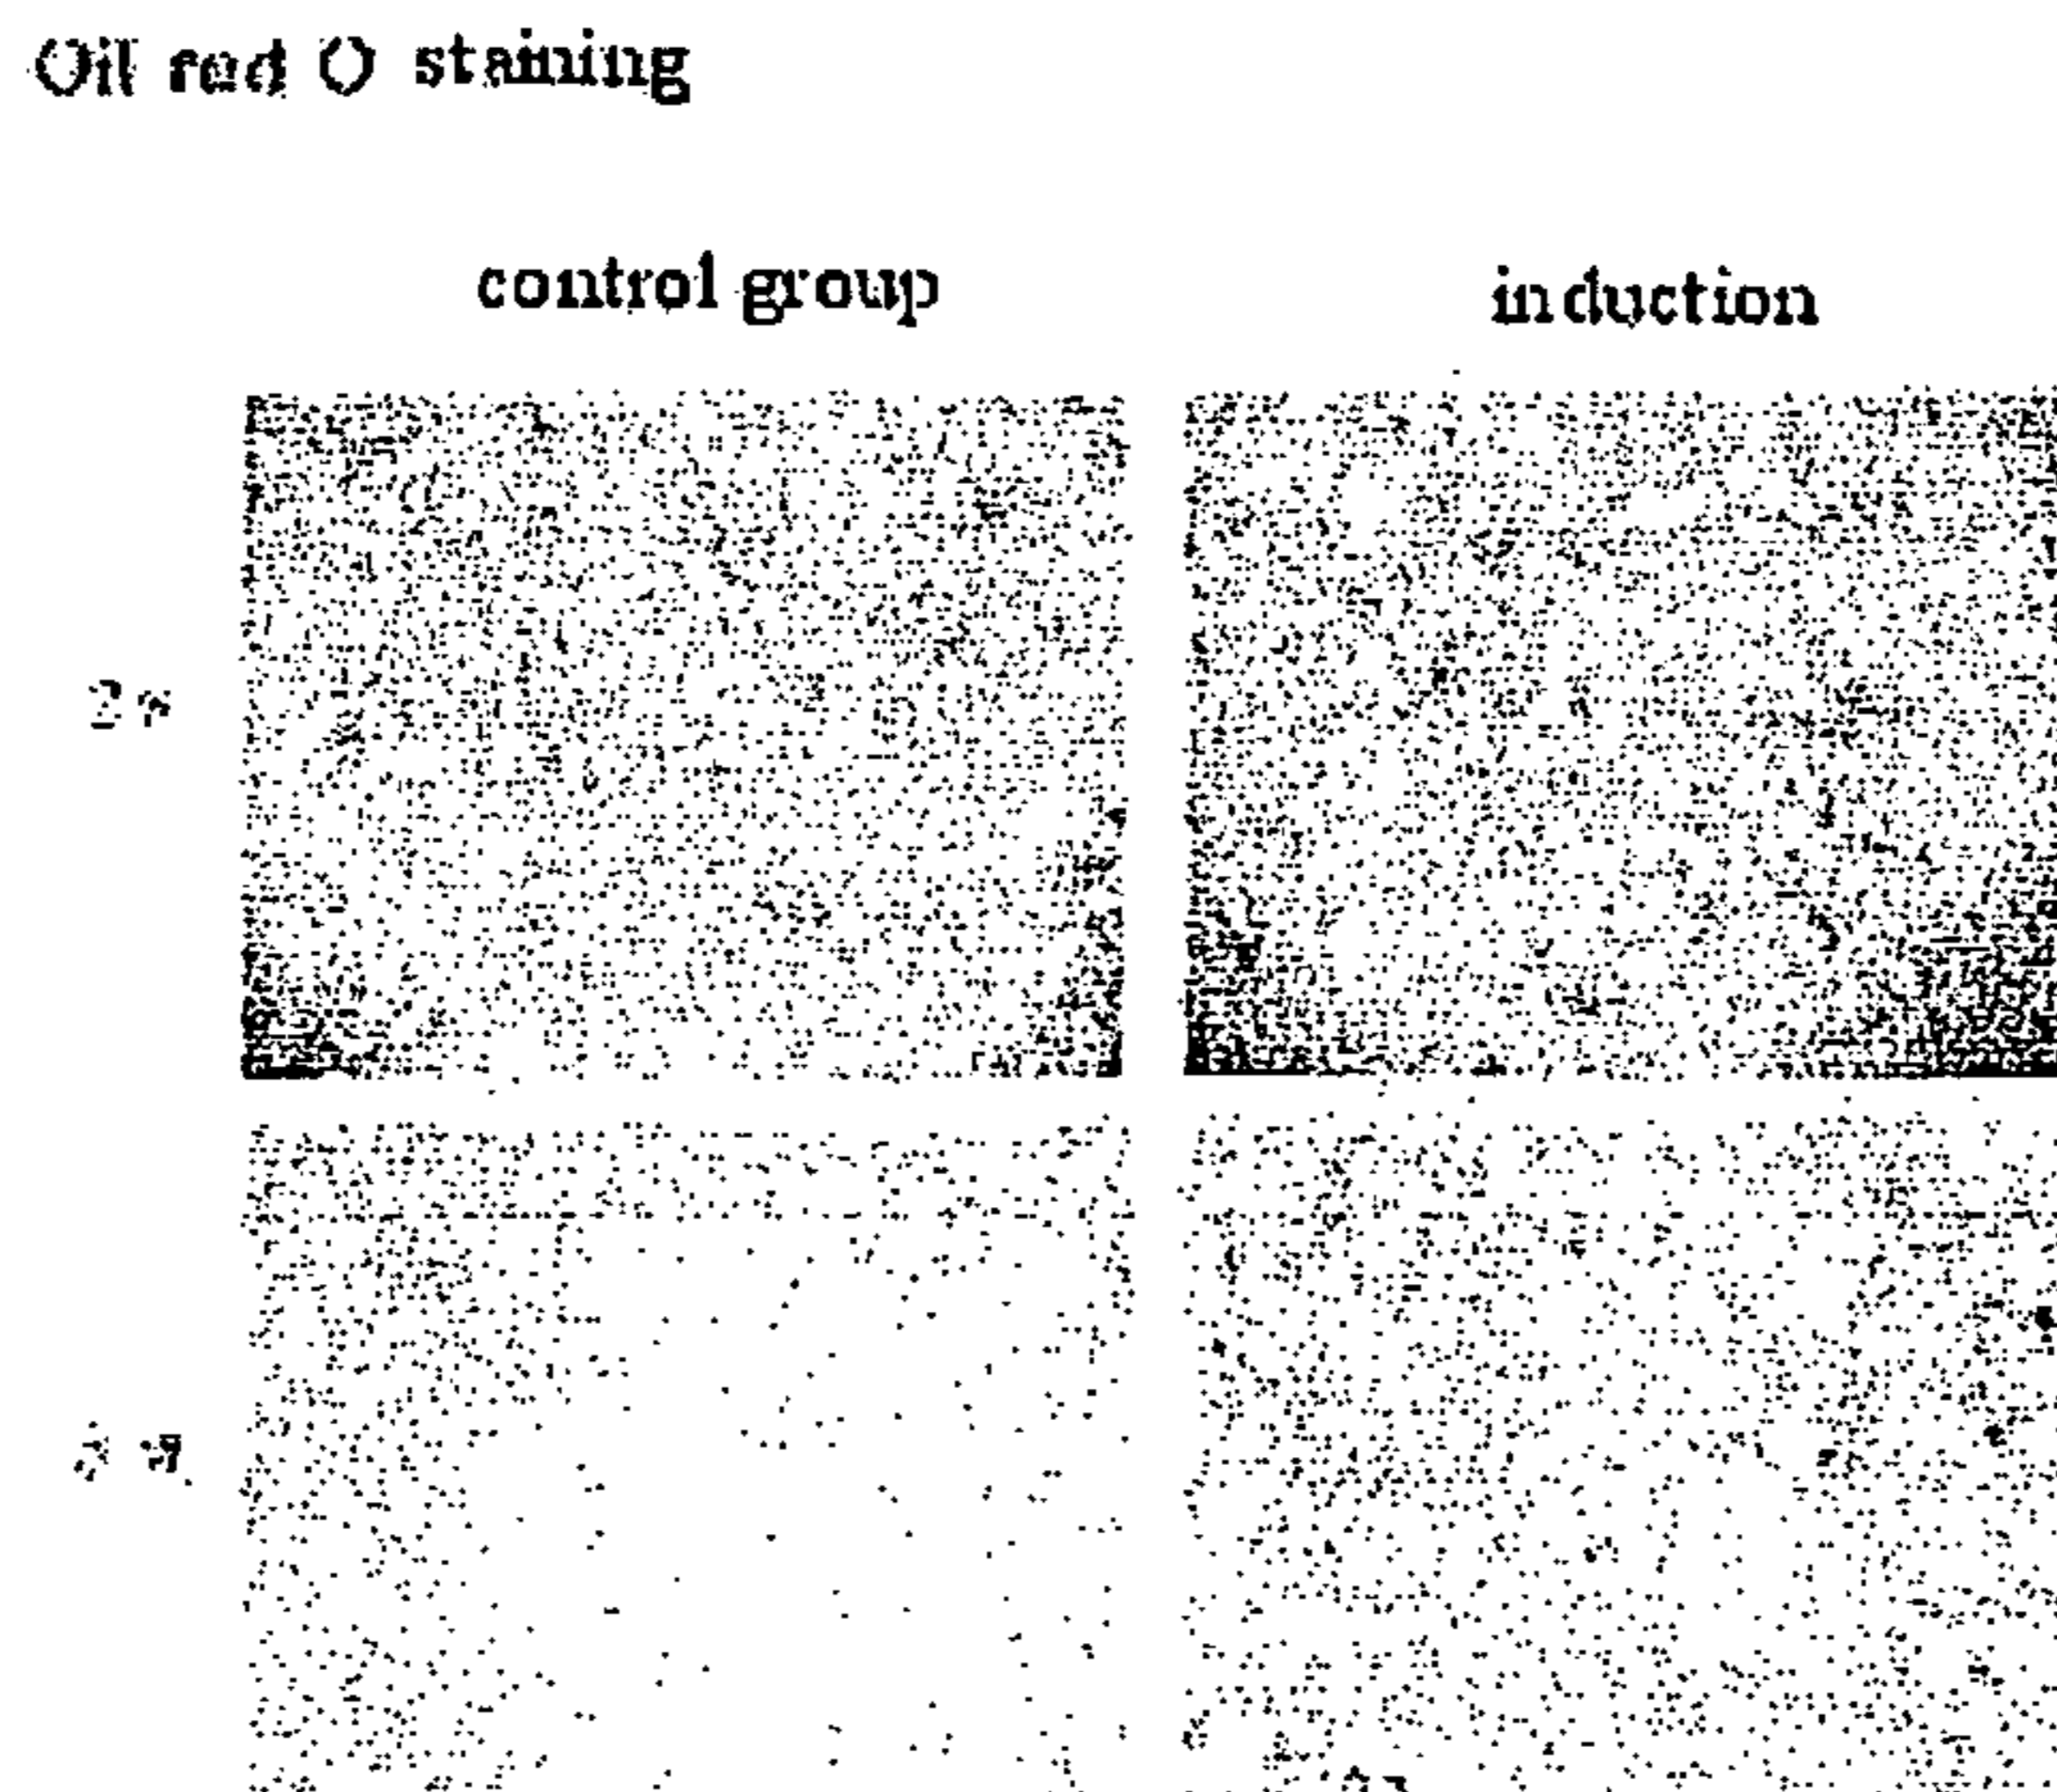 Oil red O staining
control group
induction